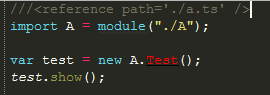 ///<reference path='./a.ts' />
import A = module("./A");
var test = new A.Test();
test.show();